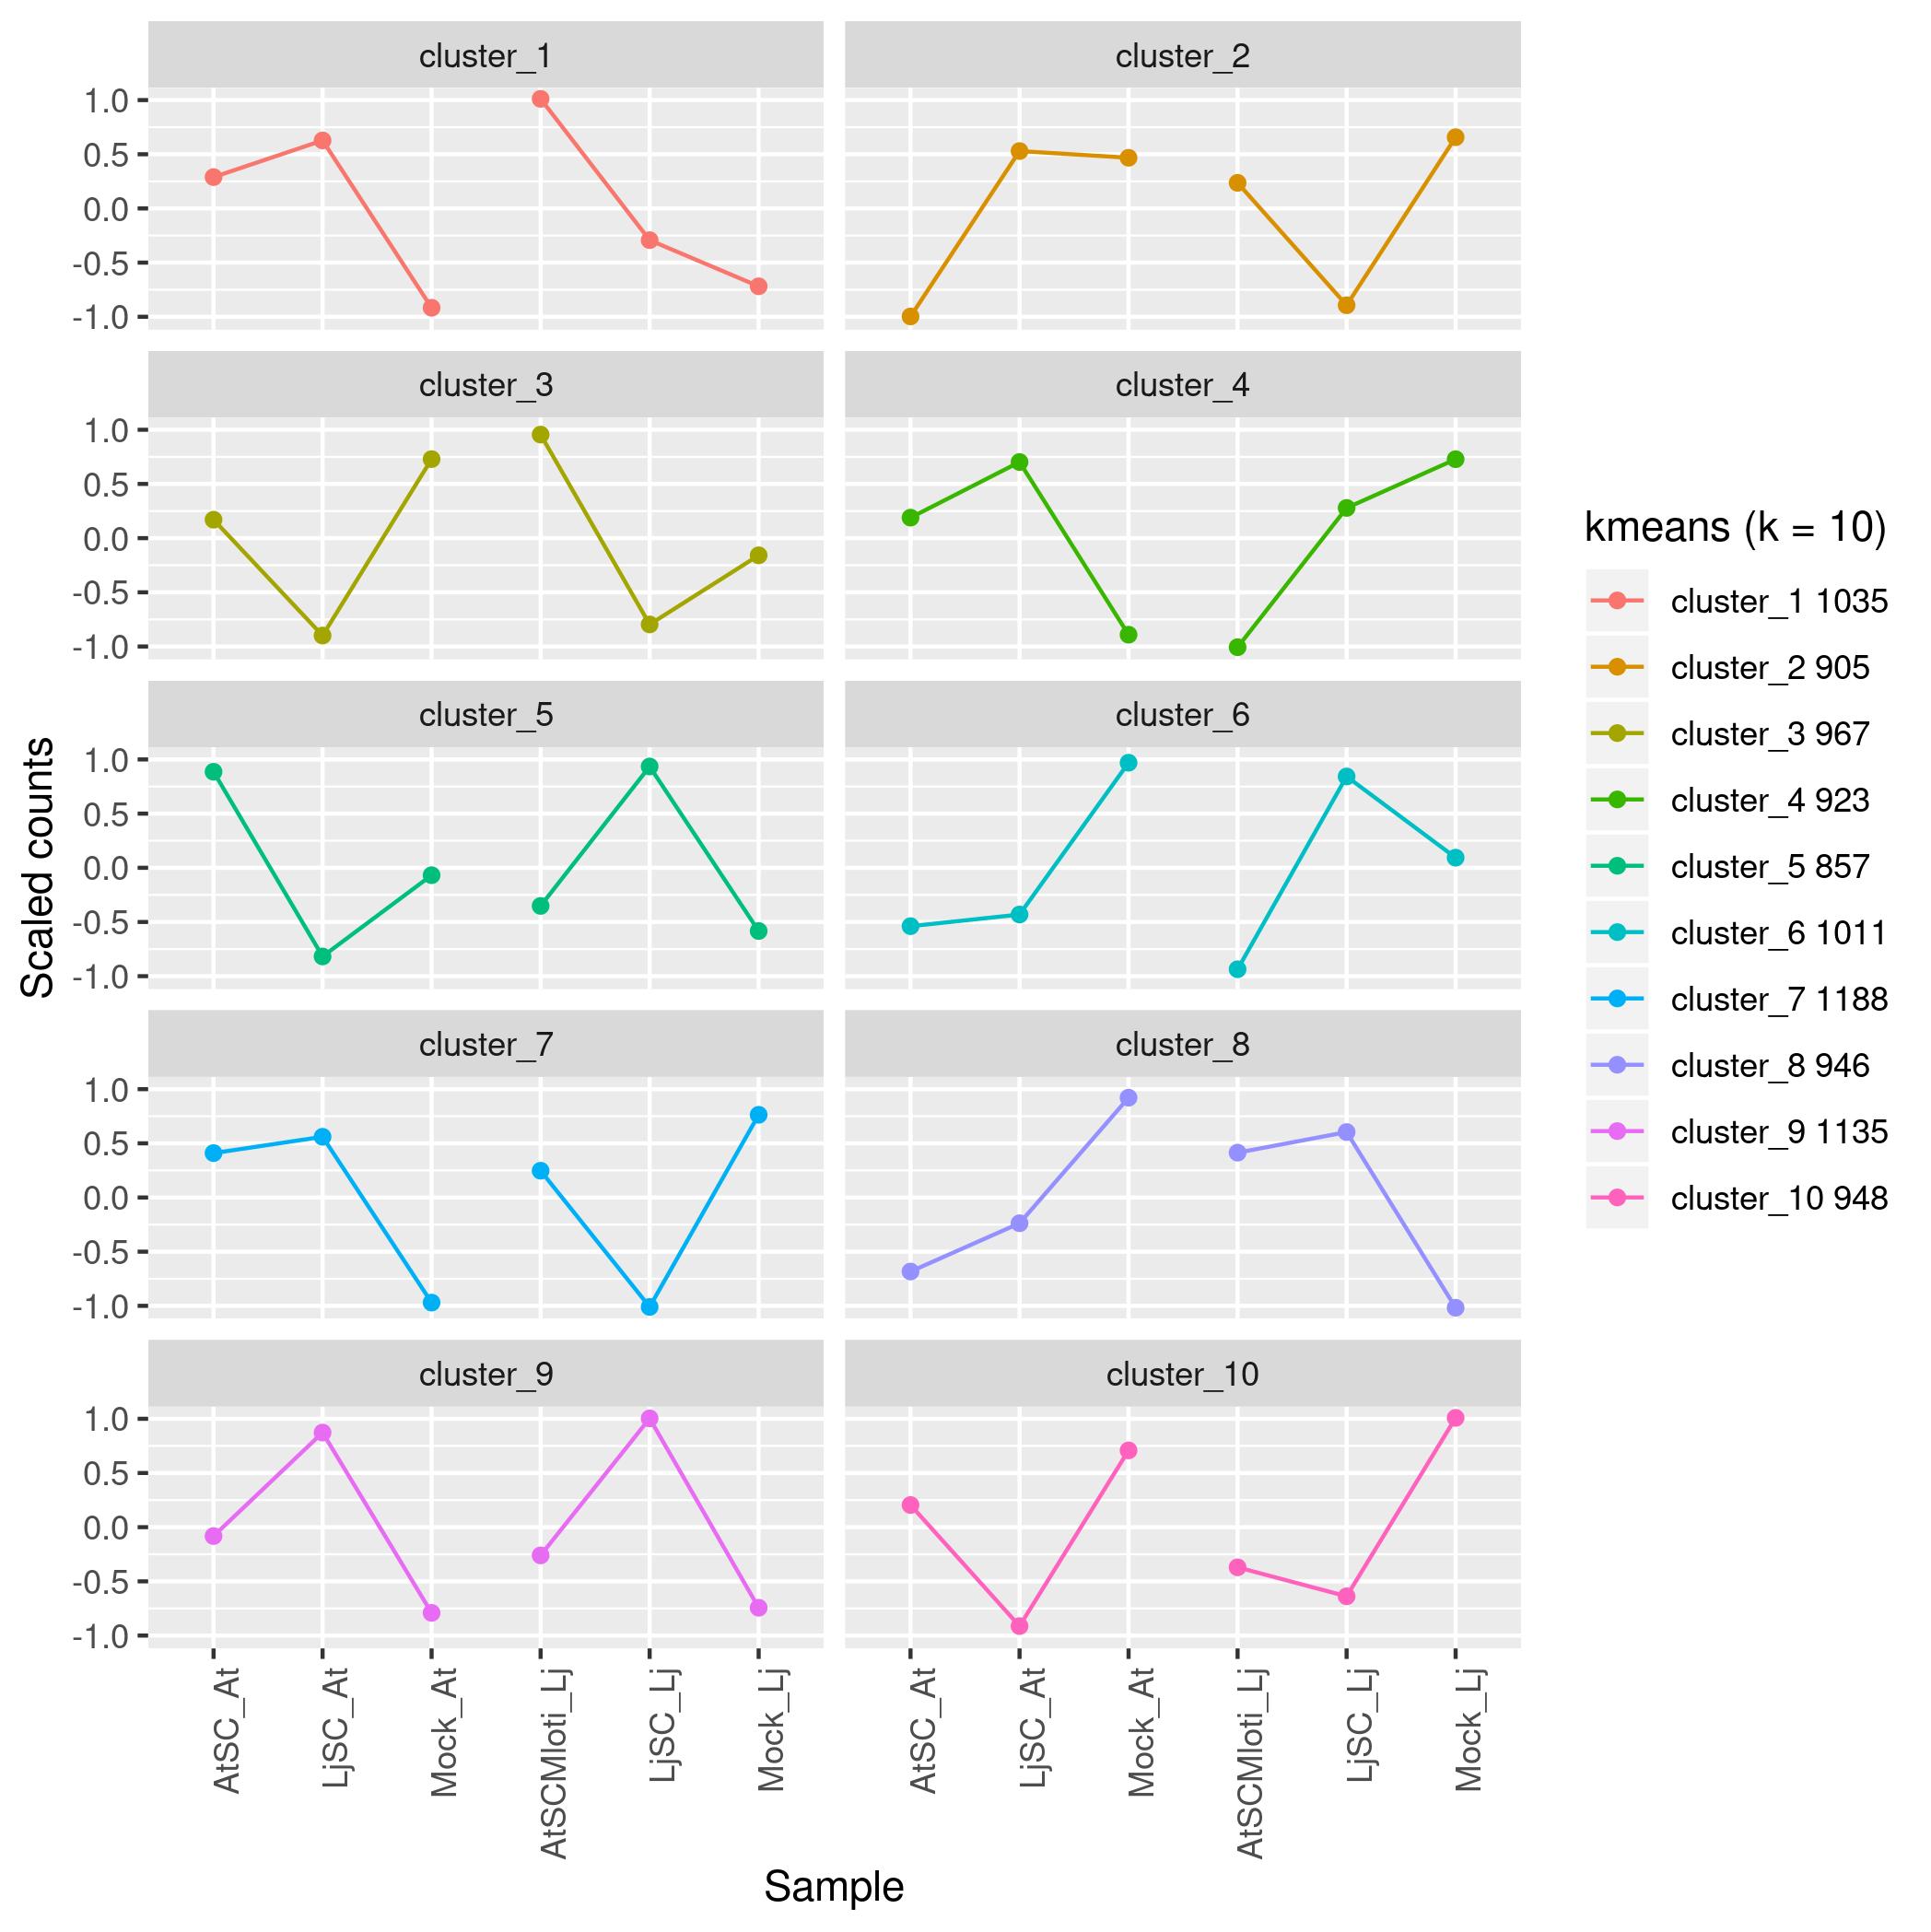 cluster_1
cluster_2
1.0
0.5
0.0
-0.5
-1.0
cluster_3
cluster_4
1.0
0.5
0.0
-0.5
-1.0
cluster_5
cluster_6
1.0
0.5
0.0
-0.5
-1.0
cluster_7
cluster_8
1.0
0.5
0.0
-0.5
-1.0
cluster_9
cluster_10
1.0
0.5
0.0
-0.5
-1.0
AtSC_At
LjSC_At
Mock_At
AtSCMloti_Lj
LjSC_Lj
Mock_Lj
AtSC_At
LjSC_At
Mock_At
AtSCMloti_Lj
LjSC_Lj
Mock_Lj
Sample
Scaled counts
kmeans (k = 10)
cluster_1 1035
cluster_2 905
cluster_3 967
cluster_4 923
cluster_5 857
cluster_6 1011
cluster_7 1188
cluster_8 946
cluster_9 1135
cluster_10 948